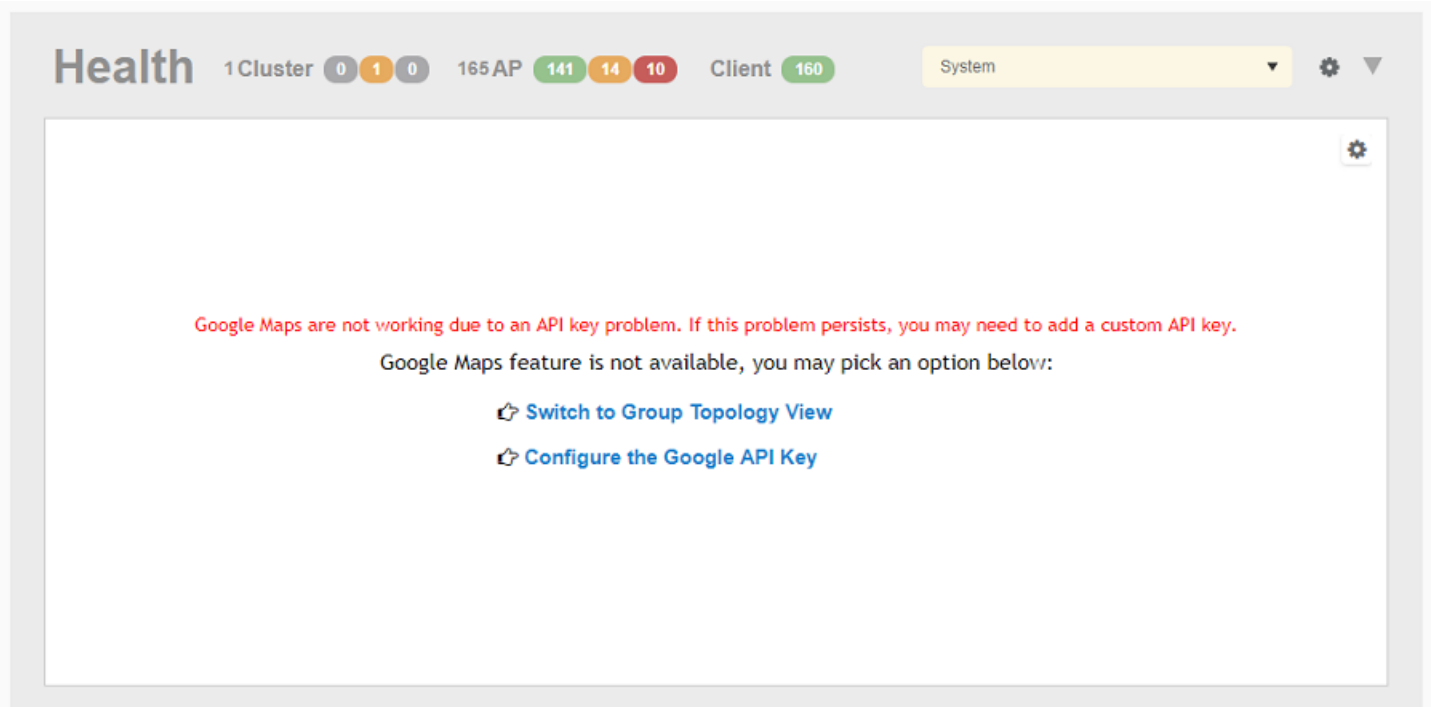 Health 1 Cluster 0 1 0 165 AP 141 14 10 Client 160 System
Google Maps are not working due to an API key problem. If this problem persists, you may need to add a custom API key.
Google Maps feature is not available, you may pick an option below:
Switch to Group Topology View
Configure the Google API Key